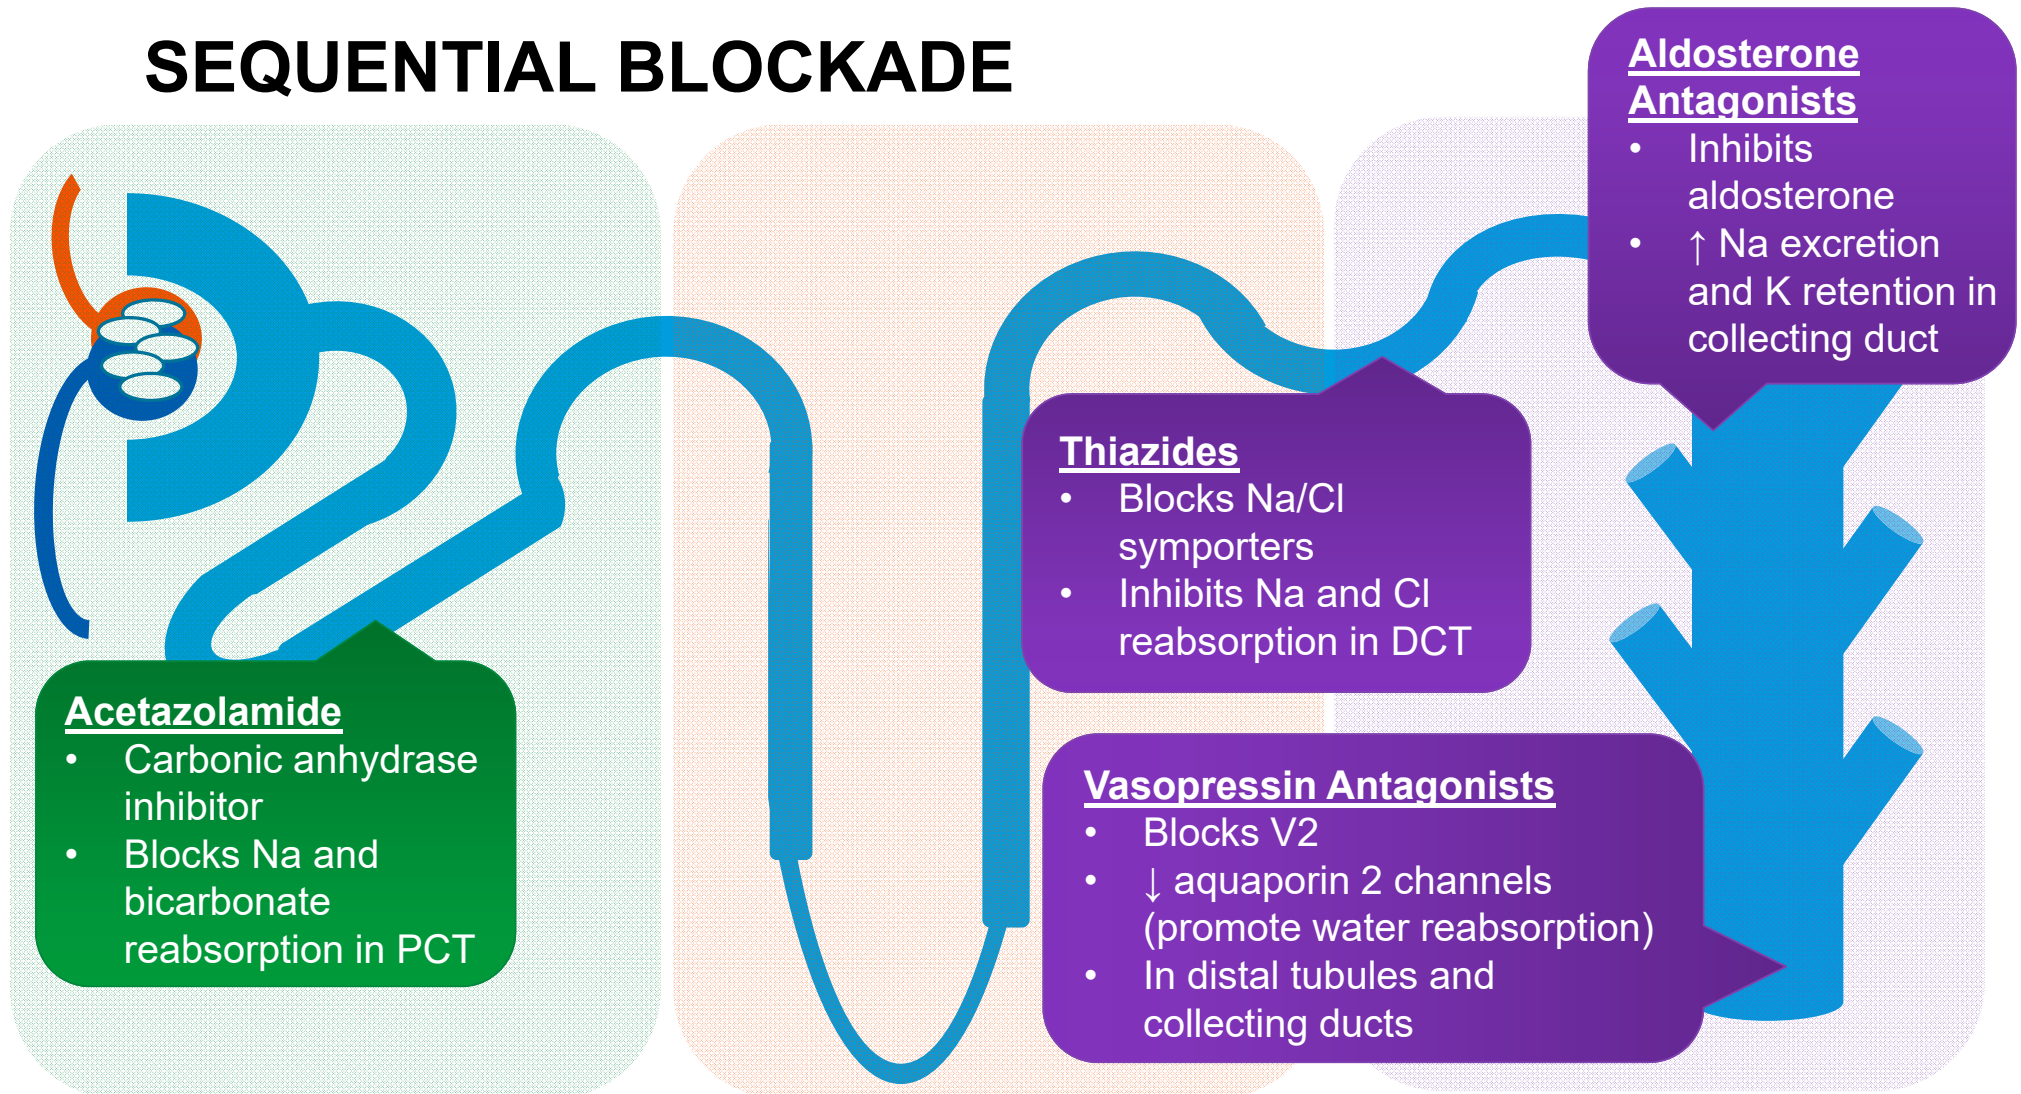 SEQUENTIAL BLOCKADE
Aldosterone
Antagonists
• Inhibits
aldosterone
• ↑ Na excretion
and K retention in
collecting duct
Thiazides
• Blocks Na/Cl
symporters
• Inhibits Na and Cl
reabsorption in DCT
Acetazolamide
• Carbonic anhydrase
inhibitor
• Blocks Na and
bicarbonate
reabsorption in PCT
Vasopressin Antagonists
• Blocks V2
• ↓ aquaporin 2 channels
(promote water reabsorption)
• In distal tubules and
collecting ducts